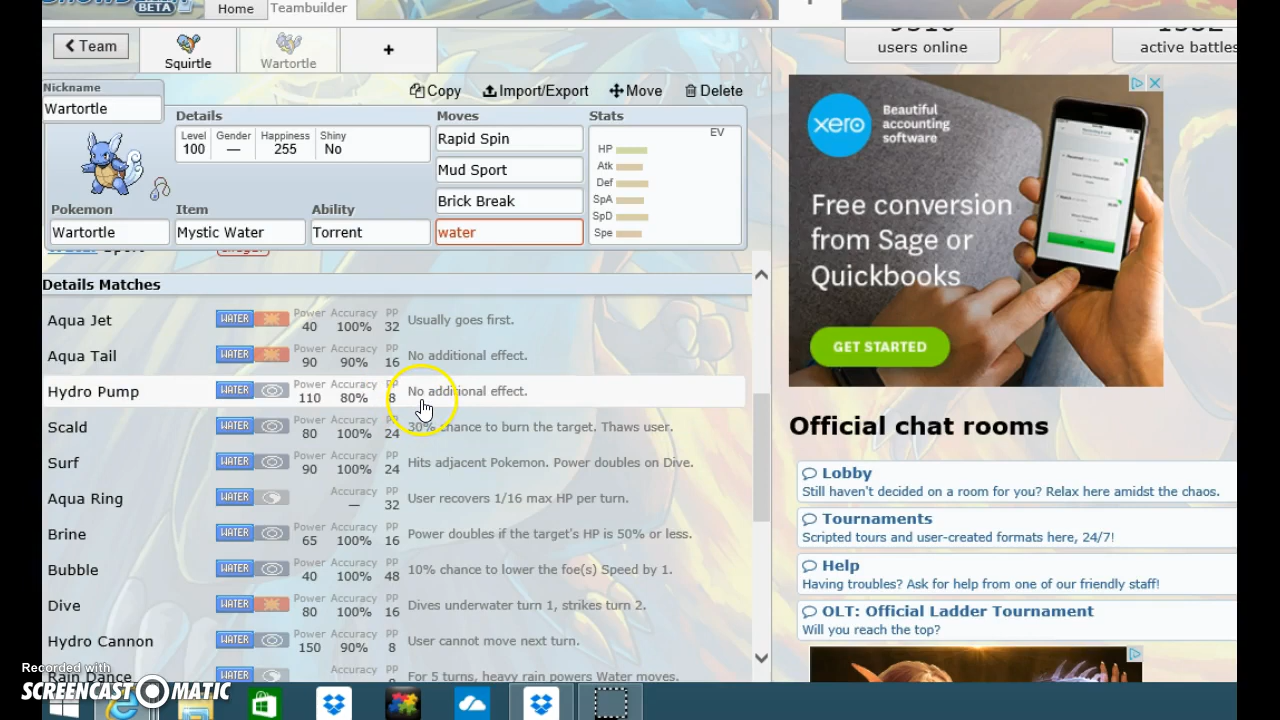 BETA
Home
Teambuilder
Team
Squirtle
Wartortle
+
users online
active battles
Nickname
Wartortle
Copy
Import/Export
Move
Delete
Details
Level
100
Gender
—
Happiness
255
Shiny
No
Moves
Rapid Spin
Mud Sport
Brick Break
water
Stats
EV
HP
Atk
Def
SpA
SpD
Spe
Pokemon
Wartortle
Item
Mystic Water
Ability
Torrent
Details Matches
Aqua Jet WATER Power 40 Accuracy 100% PP 32 Usually goes first.
Aqua Tail WATER Power 90 Accuracy 90% PP 16 No additional effect.
Hydro Pump WATER Power 110 Accuracy 80% PP 8 No additional effect.
Scald WATER Power 80 Accuracy 100% PP 24 30% chance to burn the target. Thaws user.
Surf WATER Power 90 Accuracy 100% PP 24 Hits adjacent Pokemon. Power doubles on Dive.
Aqua Ring WATER Accuracy — PP 32 User recovers 1/16 max HP per turn.
Brine WATER Power 65 Accuracy 100% PP 16 Power doubles if the target's HP is 50% or less.
Bubble WATER Power 40 Accuracy 100% PP 48 10% chance to lower the foe(s) Speed by 1.
Dive WATER Power 80 Accuracy 100% PP 16 Dives underwater turn 1, strikes turn 2.
Hydro Cannon WATER Power 150 Accuracy 90% PP 8 User cannot move next turn.
Rain Dance WATER Accuracy PP For 5 turns, heavy rain powers Water moves.
xero
Beautiful
accounting
software
Free conversion
from Sage or
Quickbooks
GET STARTED
Official chat rooms
Lobby
Still haven't decided on a room for you? Relax here amidst the chaos.
Tournaments
Scripted tours and user-created formats here, 24/7!
Help
Having troubles? Ask for help from one of our friendly staff!
OLT: Official Ladder Tournament
Will you reach the top?
Recorded with
SCREENCAST MATIC